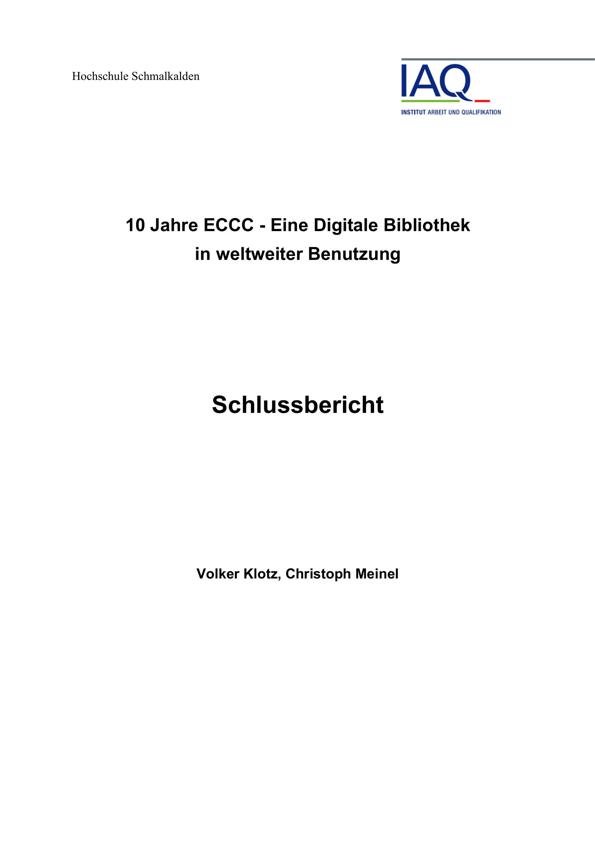 Hochschule Schmalkalden
IAQ
INSTITUT ARBEIT UND QUALIFIKATION
10 Jahre ECCC - Eine Digitale Bibliothek
in weltweiter Benutzung
Schlussbericht
Volker Klotz, Christoph Meinel